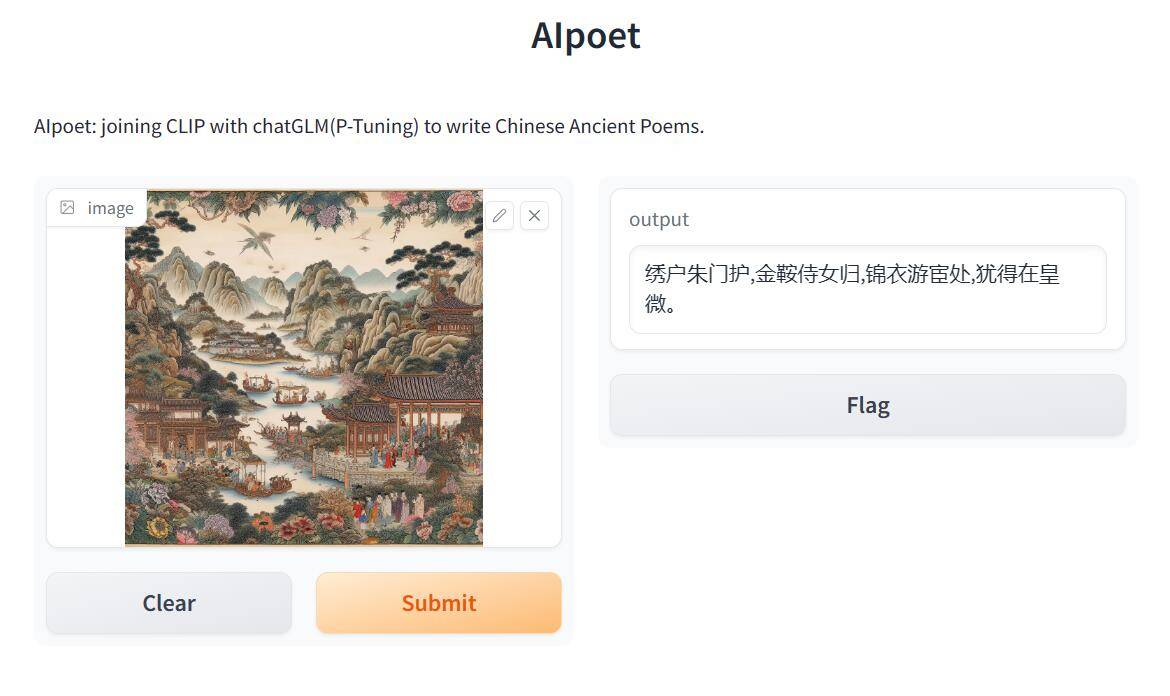 AIpoet
AIpoet: joining CLIP with chatGLM(P-Tuning) to write Chinese Ancient Poems.
image
output
绣户朱门护,金鞍侍女归,锦衣游宦处,犹得在皇
微。
Flag
Clear
Submit